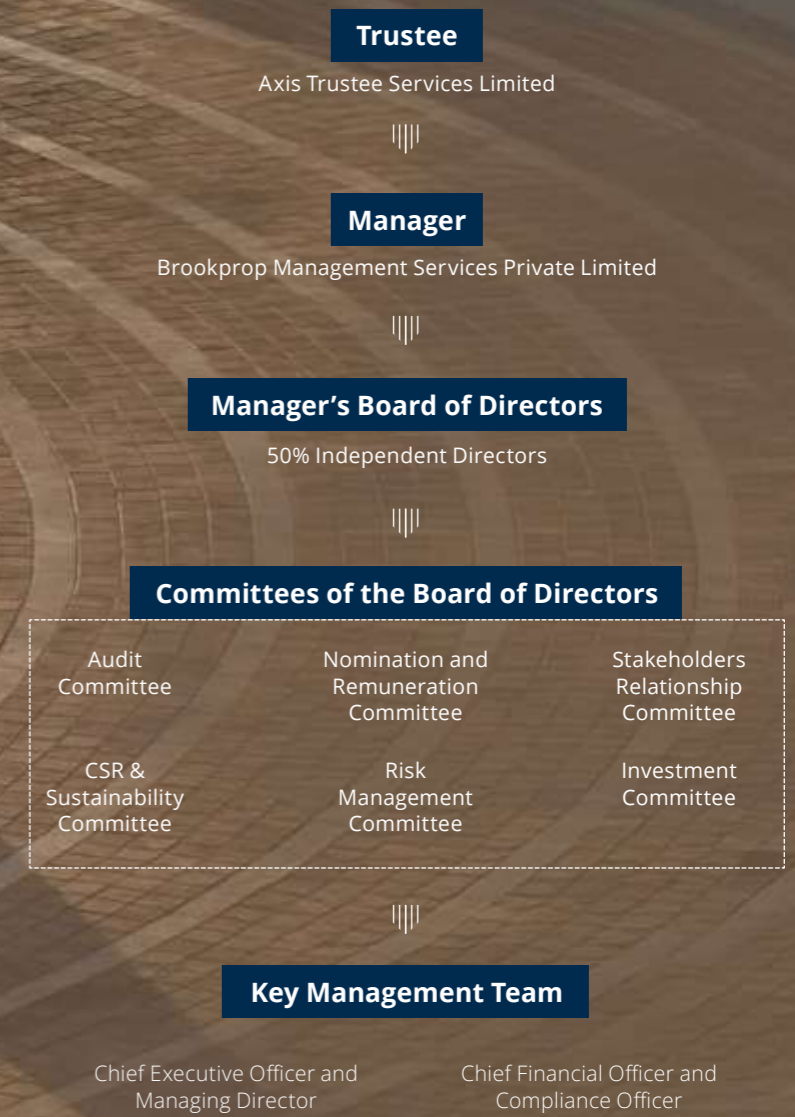 Trustee
Axis Trustee Services Limited
Manager
Brookprop Management Services Private Limited
Manager’s Board of Directors
50% Independent Directors
Committees of the Board of Directors
Audit
Committee
Nomination and
Remuneration
Committee
Stakeholders
Relationship
Committee
CSR &
Sustainability
Committee
Risk
Management
Committee
Investment
Committee
Key Management Team
Chief Executive Officer and
Managing Director
Chief Financial Officer and
Compliance Officer